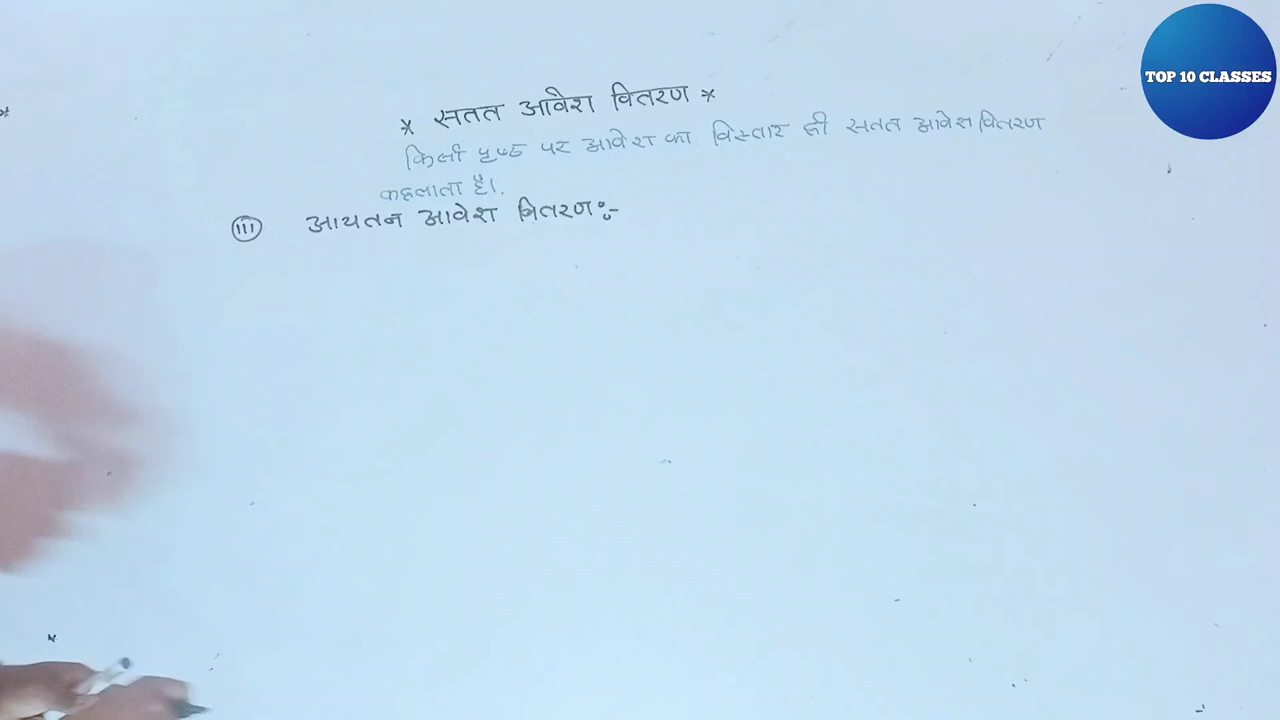 * सतत आवेश वितरण *
किसी पृष्ठ पर आवेश का विस्तार ही सतत आवेश वितरण
कहलाता है।
(iii) आयतन आवेश वितरण:-
TOP 10 CLASSES